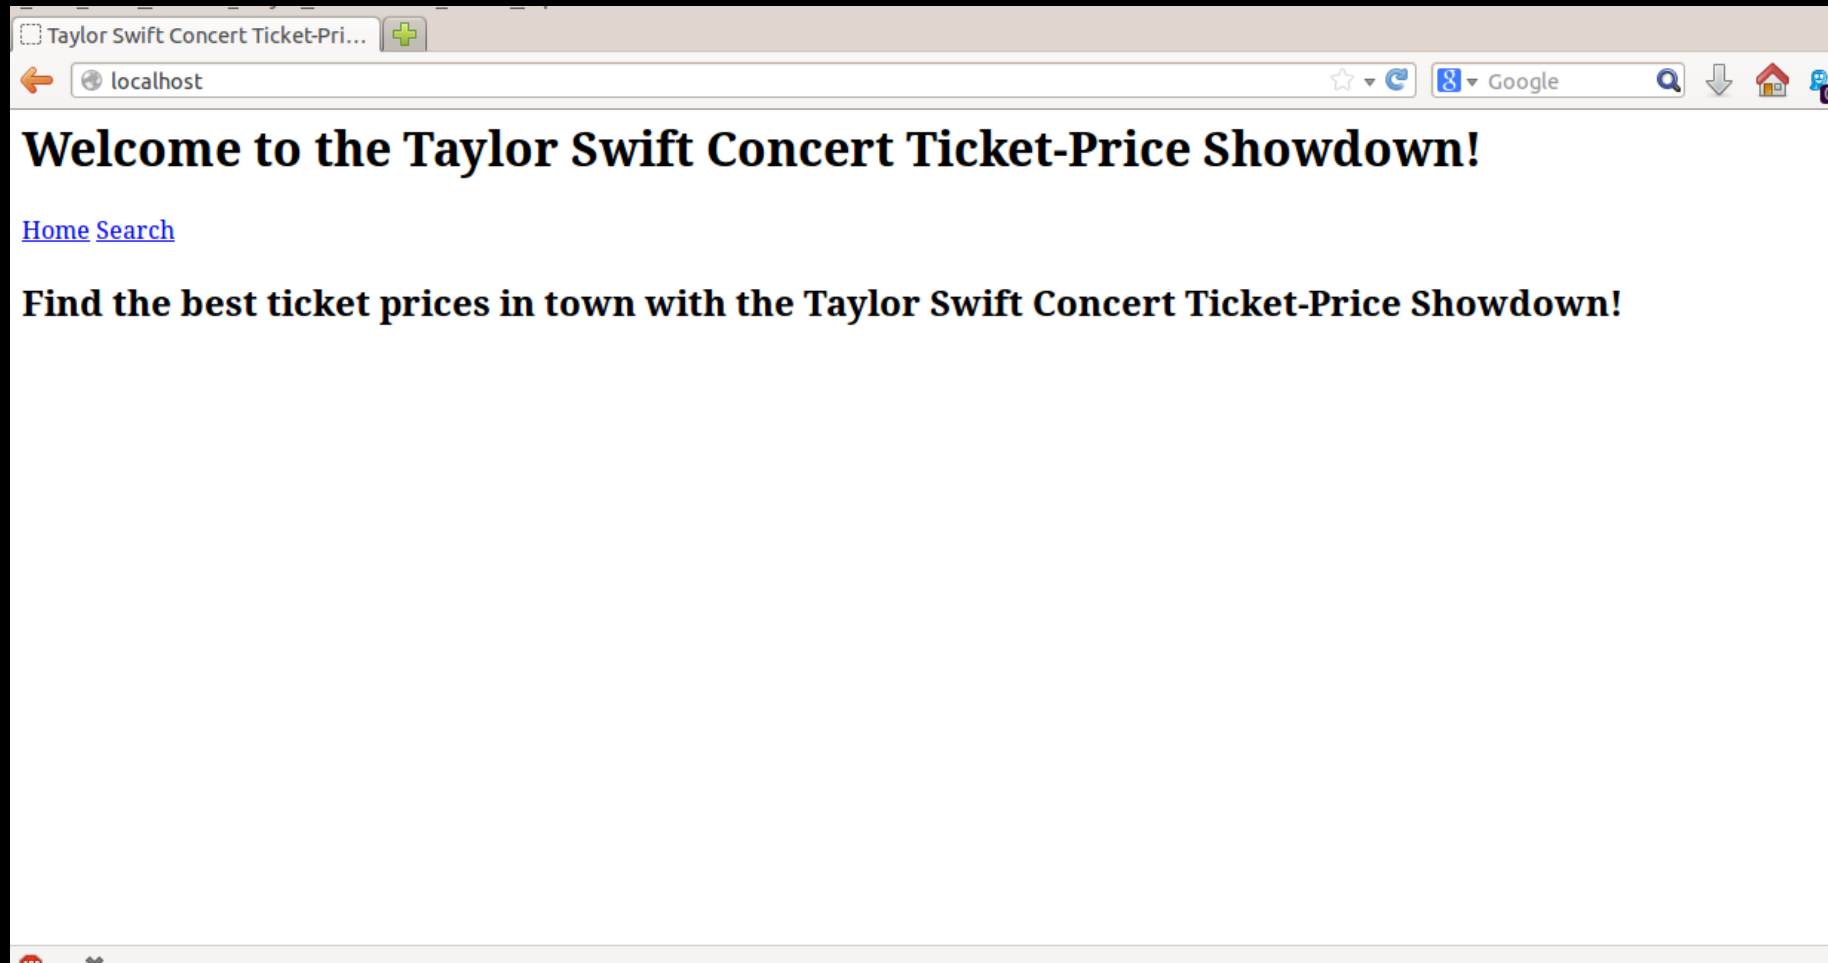 Taylor Swift Concert Ticket-Pri...
localhost
8
Google
Welcome to the Taylor Swift Concert Ticket-Price Showdown!
Home Search
Find the best ticket prices in town with the Taylor Swift Concert Ticket-Price Showdown!